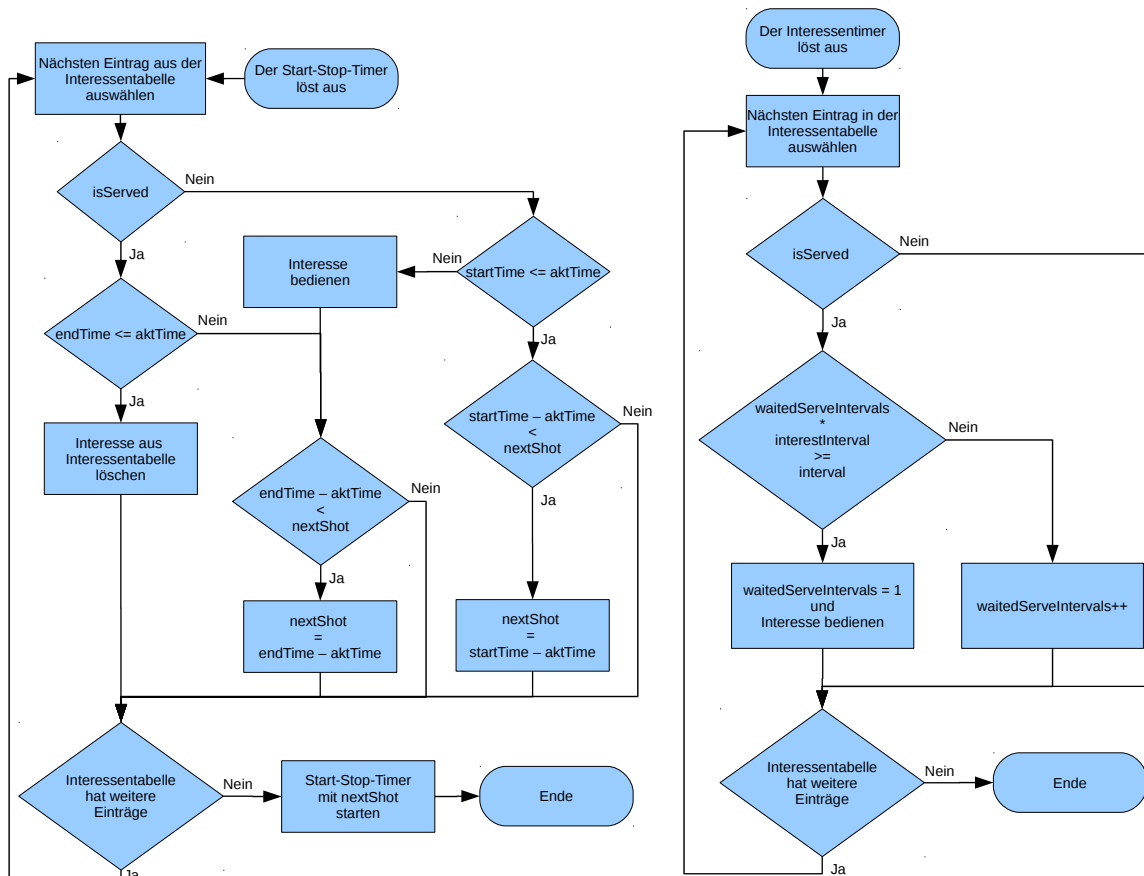 Nächsten Eintrag aus der
Interessentabelle
auswählen
Der Start-Stop-Timer
löst aus
isServed
Nein
Ja
Interesse
bedienen
Nein
startTime <= aktTime
endTime <= aktTime
Nein
Ja
Ja
Interesse aus
Interessentabelle
löschen
startTime – aktTime
<
nextShot
Nein
Ja
endTime – aktTime
<
nextShot
Nein
Ja
nextShot
=
endTime – aktTime
nextShot
=
startTime – aktTime
Interessentabelle
hat weitere
Einträge
Nein
Ja
Start-Stop-Timer
mit nextShot
starten
Ende
Der Interessentimer
löst aus
Nächsten Eintrag in der
Interessentabelle
auswählen
isServed
Nein
Ja
waitedServeIntervals
*
interestInterval
>=
interval
Nein
Ja
waitedServeIntervals = 1
und
Interesse bedienen
waitedServeIntervals++
Interessentabelle
hat weitere
Einträge
Nein
Ja
Ende